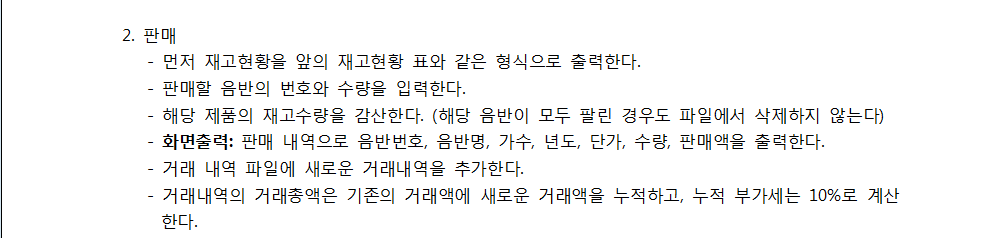 2. 판매
- 먼저 재고현황을 앞의 재고현황 표와 같은 형식으로 출력한다.
- 판매할 음반의 번호와 수량을 입력한다.
- 해당 제품의 재고수량을 감산한다. (해당 음반이 모두 팔린 경우도 파일에서 삭제하지 않는다)
- 화면출력: 판매 내역으로 음반번호, 음반명, 가수, 년도, 단가, 수량, 판매액을 출력한다.
- 거래 내역 파일에 새로운 거래내역을 추가한다.
- 거래내역의 거래총액은 기존의 거래액에 새로운 거래액을 누적하고, 누적 부가세는 10%로 계산
한다.